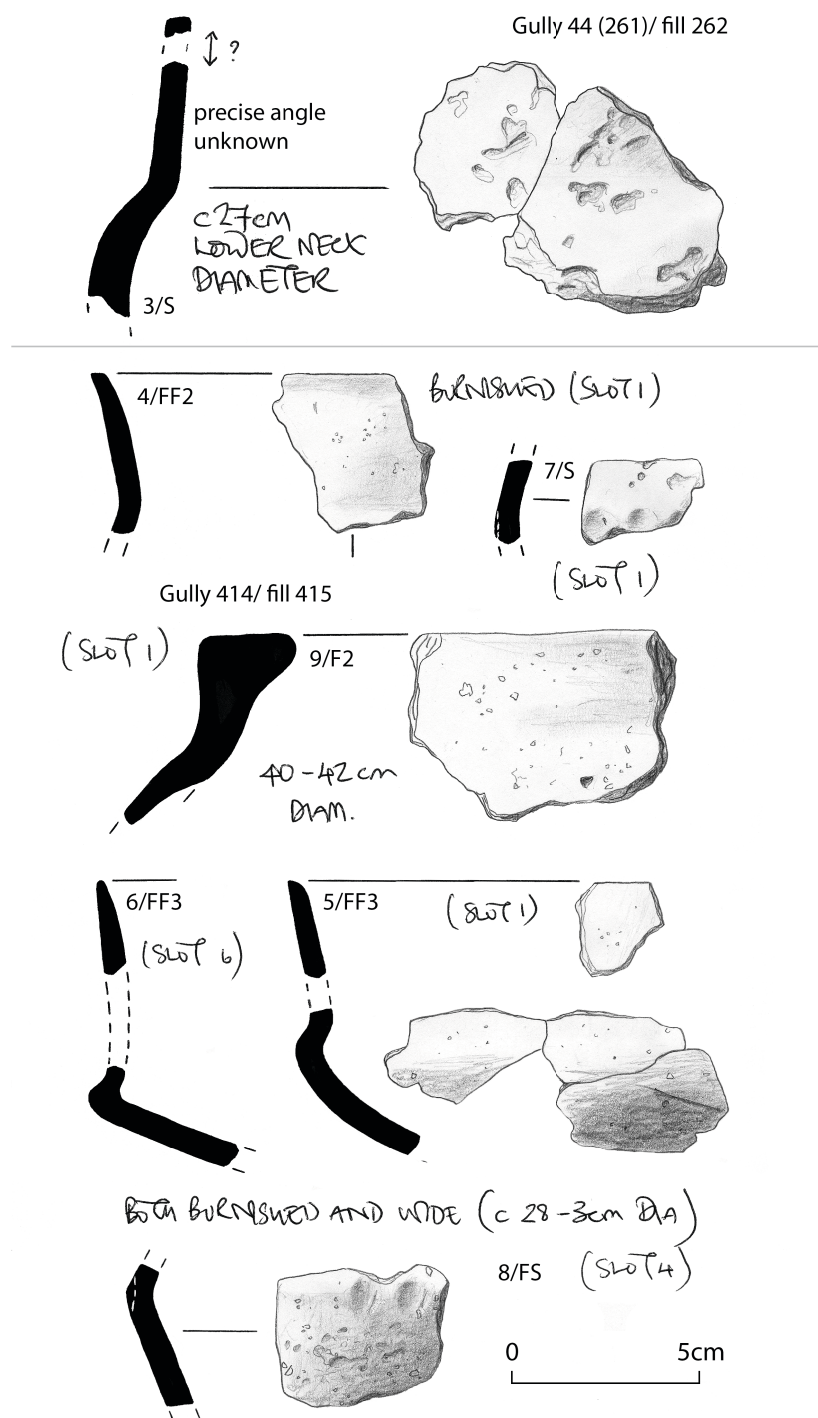 Gully 44 (261)/ fill 262
?
precise angle
unknown
c 27cm
LOWER NECK
DIAMETER
3/S
4/FF2
BURNISHED (SLOT 1)
7/S
(SLOT 1)
Gully 414/ fill 415
(SLOT 1)
9/F2
40-42cm
DIAM.
6/FF3
(SLOT 6)
5/FF3
(SLOT 1)
BOTH BURNISHED AND WIDE (c 28-3cm DIA)
8/FS
(SLOT 4)
0
5cm